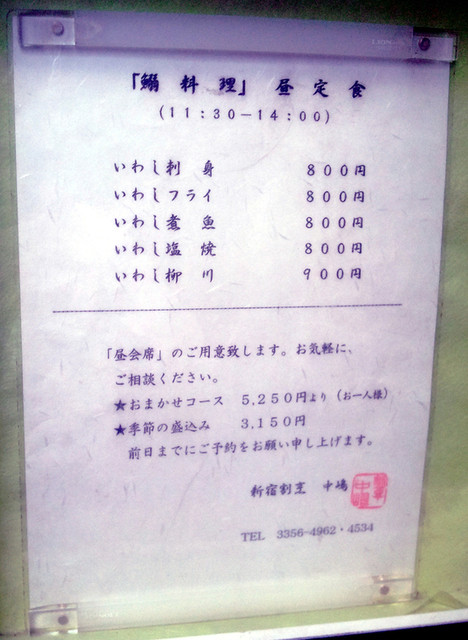 「鰯料理」昼定食
(11:30-14:00)
いわし刺身 800円
いわしフライ 800円
いわし煮魚 800円
いわし塩焼 800円
いわし柳川 900円
「昼会席」のご用意致します。お気軽に、
ご相談ください。
★おまかせコース 5,250円より(お一人様)
★季節の盛込み 3,150円
前日までにご予約をお願い申し上げます。
新宿割烹 中嶋
TEL 3356-4962・4534